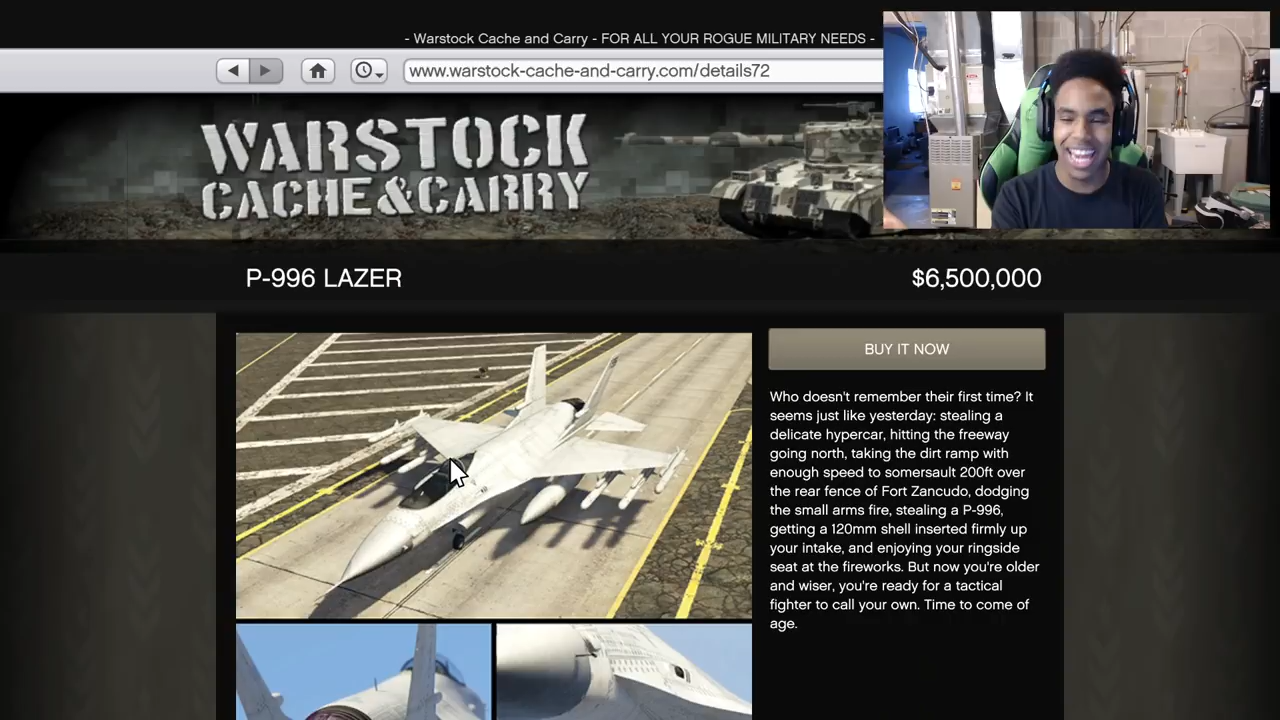 - Warstock Cache and Carry - FOR ALL YOUR ROGUE MILITARY NEEDS -
www.warstock-cache-and-carry.com/details72
WARSTOCK
CACHE&CARRY
P-996 LAZER
$6,500,000
BUY IT NOW
Who doesn't remember their first time? It
seems just like yesterday: stealing a
delicate hypercar, hitting the freeway
going north, taking the dirt ramp with
enough speed to somersault 200ft over
the rear fence of Fort Zancudo, dodging
the small arms fire, stealing a P-996,
getting a 120mm shell inserted firmly up
your intake, and enjoying your ringside
seat at the fireworks. But now you're older
and wiser, you're ready for a tactical
fighter to call your own. Time to come of
age.